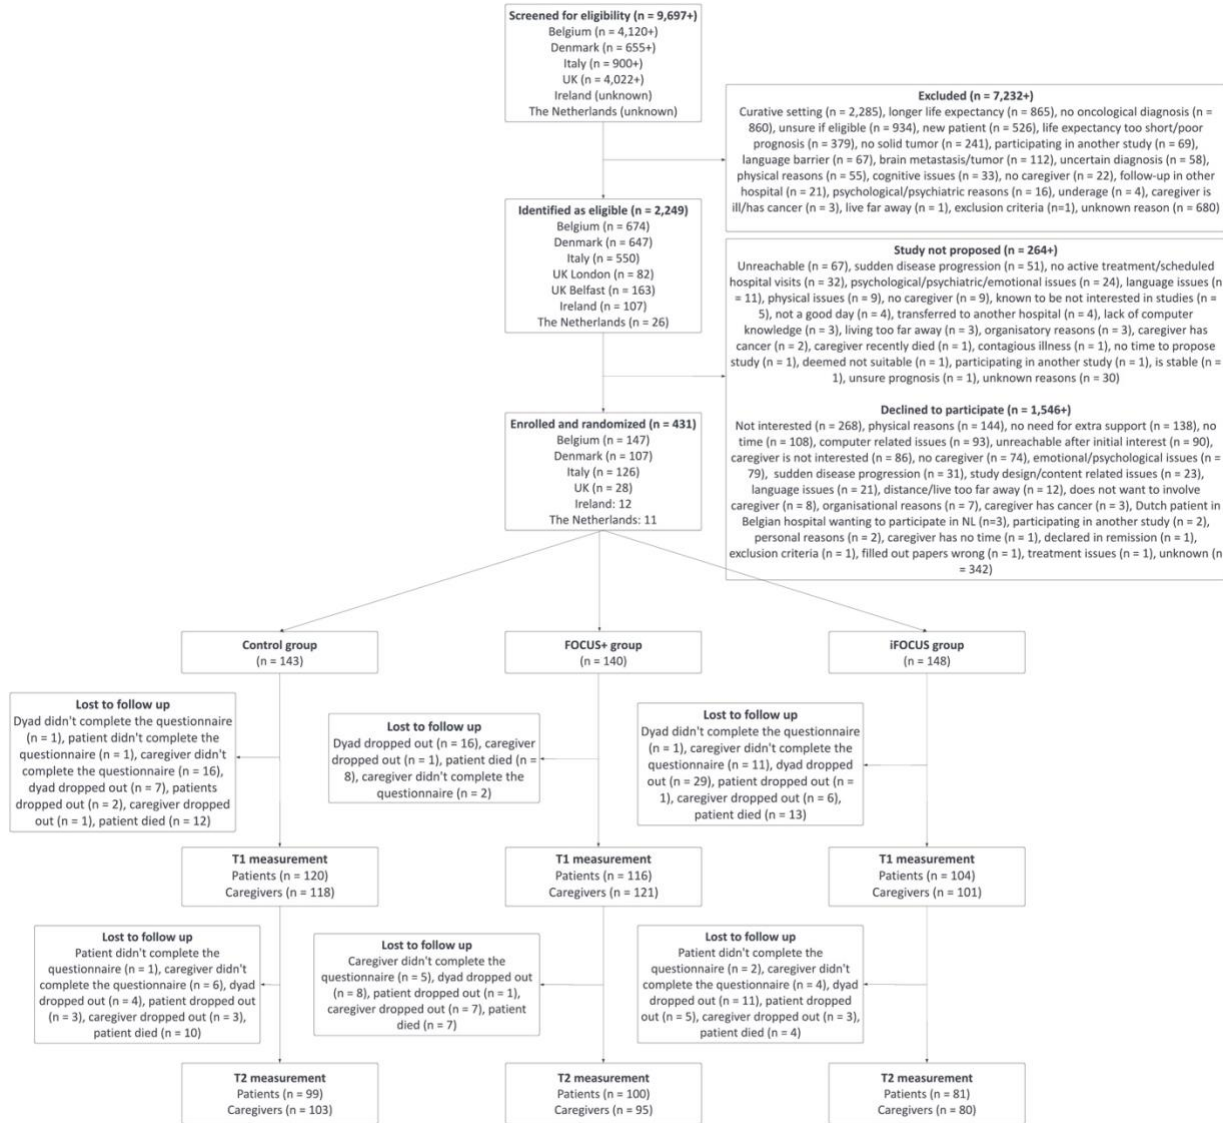 Screened for eligibility (n = 9,697+)
Belgium (n = 4,120+)
Denmark (n = 655+)
Italy (n = 900+)
UK (n = 4,022+)
Ireland (unknown)
The Netherlands (unknown)
Excluded (n = 7,232+)
Curative setting (n = 2,285), longer life expectancy (n = 865), no oncological diagnosis (n =
860), unsure if eligible (n = 934), new patient (n = 526), life expectancy too short/poor
prognosis (n = 379), no solid tumor (n = 241), participating in another study (n = 69),
language barrier (n = 67), brain metastasis/tumor (n = 112), uncertain diagnosis (n = 58),
physical reasons (n = 55), cognitive issues (n = 33), no caregiver (n = 22), follow-up in other
hospital (n = 21), psychological/psychiatric reasons (n = 16), underage (n = 4), caregiver is
ill/has cancer (n = 3), live far away (n = 1), exclusion criteria (n=1), unknown reason (n = 680)
Identified as eligible (n = 2,249)
Belgium (n = 674)
Denmark (n = 647)
Italy (n = 550)
UK London (n = 82)
UK Belfast (n = 163)
Ireland (n = 107)
The Netherlands (n = 26)
Study not proposed (n = 264+)
Unreachable (n = 67), sudden disease progression (n = 51), no active treatment/scheduled
hospital visits (n = 32), psychological/psychiatric/emotional issues (n = 24), language issues (n
= 11), physical issues (n = 9), no caregiver (n = 9), known to be not interested in studies (n =
5), not a good day (n = 4), transferred to another hospital (n = 4), lack of computer
knowledge (n = 3), living too far away (n = 3), organisatory reasons (n = 3), caregiver has
cancer (n = 2), caregiver recently died (n = 1), contagious illness (n = 1), no time to propose
study (n = 1), deemed not suitable (n = 1), participating in another study (n = 1), is stable (n =
1), unsure prognosis (n = 1), unknown reasons (n = 30)
Declined to participate (n = 1,546+)
Not interested (n = 268), physical reasons (n = 144), no need for extra support (n = 138), no
time (n = 108), computer related issues (n = 93), unreachable after initial interest (n = 90),
caregiver is not interested (n = 86), no caregiver (n = 74), emotional/psychological issues (n =
79), sudden disease progression (n = 31), study design/content related issues (n = 23),
language issues (n = 21), distance/live too far away (n = 12), does not want to involve
caregiver (n = 8), organisational reasons (n = 7), caregiver has cancer (n = 3), Dutch patient in
Belgian hospital wanting to participate in NL (n=3), participating in another study (n = 2),
personal reasons (n = 2), caregiver has no time (n = 1), declared in remission (n = 1),
exclusion criteria (n = 1), filled out papers wrong (n = 1), treatment issues (n = 1), unknown (n
= 342)
Enrolled and randomized (n = 431)
Belgium (n = 147)
Denmark (n = 107)
Italy (n = 126)
UK (n = 28)
Ireland: 12
The Netherlands: 11
Control group
(n = 143)
FOCUS+ group
(n = 140)
iFOCUS group
(n = 148)
Lost to follow up
Dyad didn't complete the questionnaire
(n = 1), patient didn't complete the
questionnaire (n = 1), caregiver didn't
complete the questionnaire (n = 16),
dyad dropped out (n = 7), patients
dropped out (n = 2), caregiver dropped
out (n = 1), patient died (n = 12)
Lost to follow up
Dyad dropped out (n = 16), caregiver
dropped out (n = 1), patient died (n =
8), caregiver didn't complete the
questionnaire (n = 2)
Lost to follow up
Dyad didn't complete the questionnaire
(n = 1), caregiver didn't complete the
questionnaire (n = 11), dyad dropped
out (n = 29), patient dropped out (n =
1), caregiver dropped out (n = 6),
patient died (n = 13)
T1 measurement
Patients (n = 120)
Caregivers (n = 118)
T1 measurement
Patients (n = 116)
Caregivers (n = 121)
T1 measurement
Patients (n = 104)
Caregivers (n = 101)
Lost to follow up
Patient didn't complete the
questionnaire (n = 1), caregiver didn't
complete the questionnaire (n = 6), dyad
dropped out (n = 4), patient dropped out
(n = 3), caregiver dropped out (n = 3),
patient died (n = 10)
Lost to follow up
Caregiver didn't complete the
questionnaire (n = 5), dyad dropped out
(n = 8), patient dropped out (n = 1),
caregiver dropped out (n = 7), patient
died (n = 7)
Lost to follow up
Patient didn't complete the
questionnaire (n = 2), caregiver didn't
complete the questionnaire (n = 4), dyad
dropped out (n = 11), patient dropped
out (n = 5), caregiver dropped out (n = 3),
patient died (n = 4)
T2 measurement
Patients (n = 99)
Caregivers (n = 103)
T2 measurement
Patients (n = 100)
Caregivers (n = 95)
T2 measurement
Patients (n = 81)
Caregivers (n = 80)